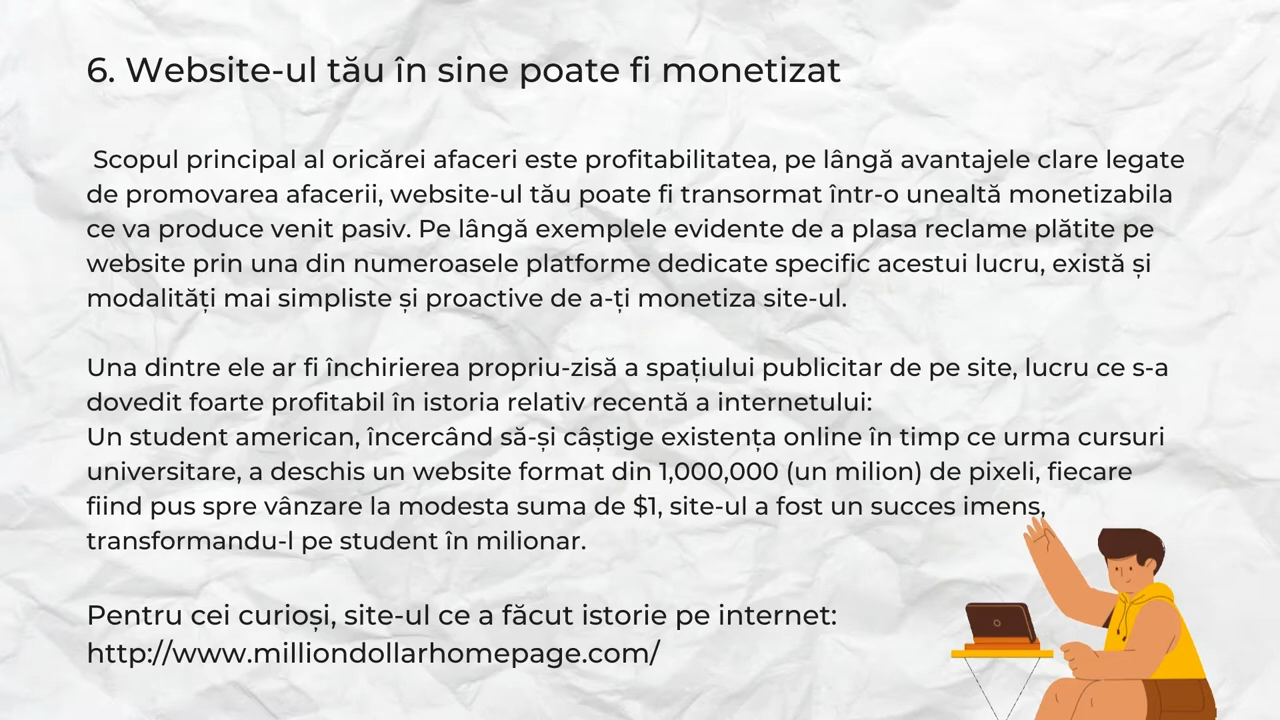 6. Website-ul tău în sine poate fi monetizat
Scopul principal al oricărei afaceri este profitabilitatea, pe lângă avantajele clare legate
de promovarea afacerii, website-ul tău poate fi transormat într-o unealtă monetizabila
ce va produce venit pasiv. Pe lângă exemplele evidente de a plasa reclame plătite pe
website prin una din numeroasele platforme dedicate specific acestui lucru, există și
modalități mai simpliste și proactive de a-ți monetiza site-ul.
Una dintre ele ar fi închirierea propriu-zisă a spațiului publicitar de pe site, lucru ce s-a
dovedit foarte profitabil în istoria relativ recentă a internetului:
Un student american, încercând să-și câștige existența online în timp ce urma cursuri
universitare, a deschis un website format din 1,000,000 (un milion) de pixeli, fiecare
fiind pus spre vânzare la modesta suma de $1, site-ul a fost un succes imens,
transformandu-l pe student în milionar.
Pentru cei curioși, site-ul ce a făcut istorie pe internet:
http://www.milliondollarhomepage.com/